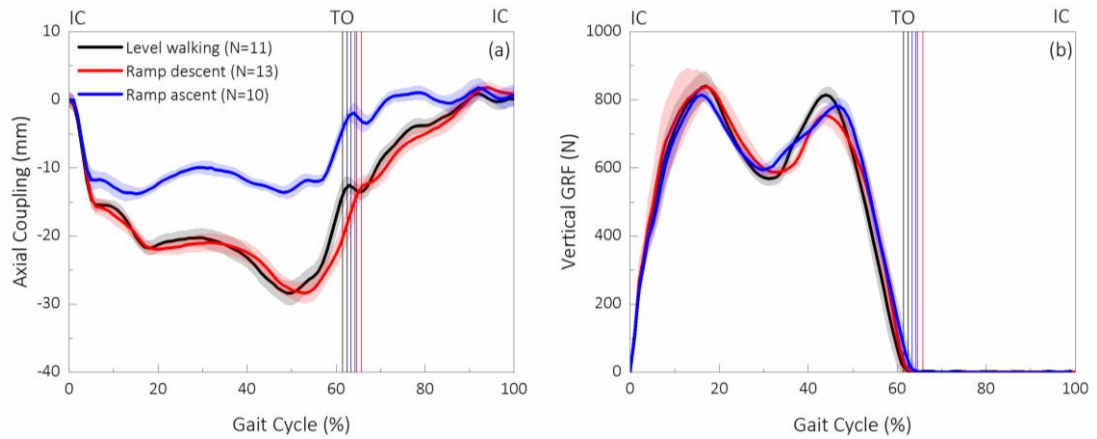 IC TO IC
10
0
-10
-20
-30
-40
Axial Coupling (mm)
Level walking (N=11)
Ramp descent (N=13)
Ramp ascent (N=10)
(a)
0 20 40 60 80 100
Gait Cycle (%)
IC TO IC
1000
800
600
400
200
0
Vertical GRF (N)
(b)
0 20 40 60 80 100
Gait Cycle (%)